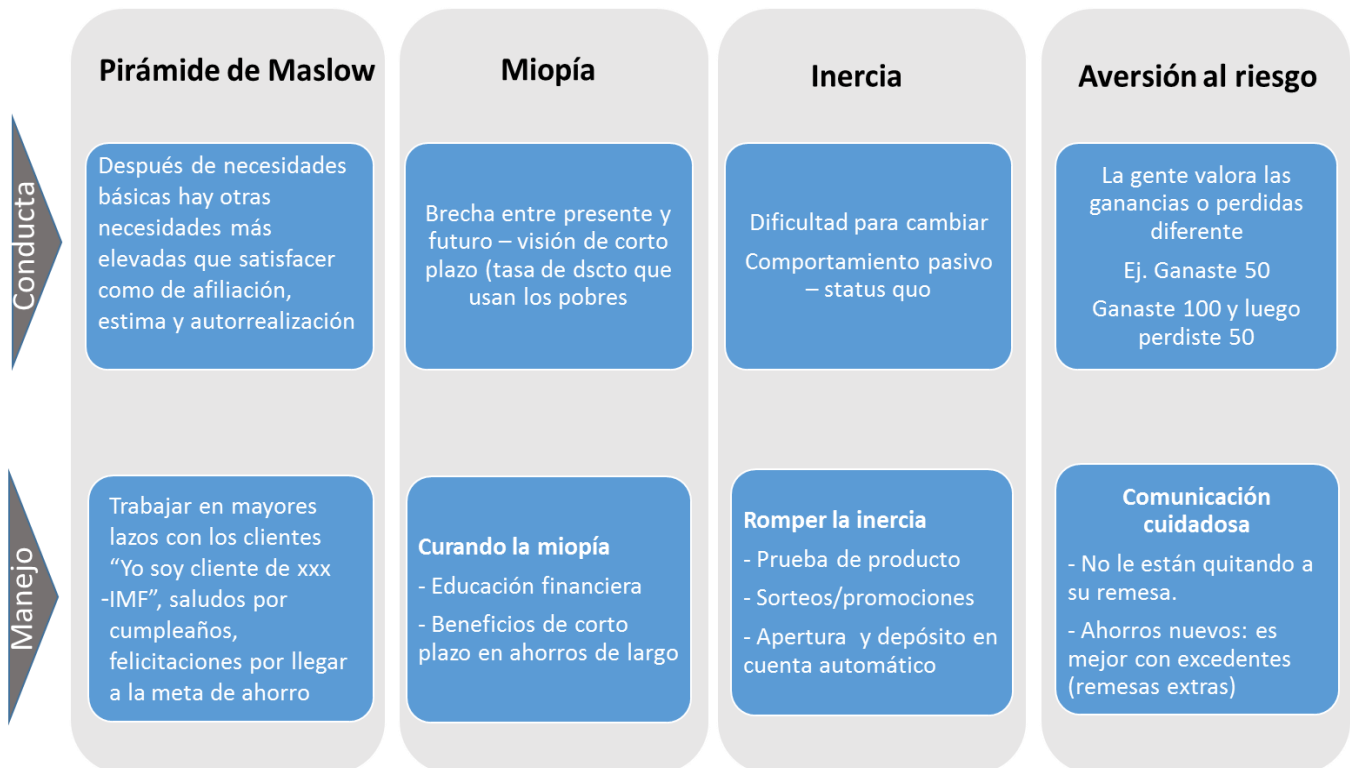 Pirámide de Maslow
Miopía
Inercia
Aversión al riesgo
Conducta
Después de necesidades
básicas hay otras
necesidades más
elevadas que satisfacer
como de afiliación,
estima y autorrealización
Brecha entre presente y
futuro – visión de corto
plazo (tasa de dscto que
usan los pobres
Dificultad para cambiar
Comportamiento pasivo
– status quo
La gente valora las
ganancias o perdidas
diferente
Ej. Ganaste 50
Ganaste 100 y luego
perdiste 50
Manejo
Trabajar en mayores
lazos con los clientes
“Yo soy cliente de xxx
-IMF”, saludos por
cumpleaños,
felicitaciones por llegar
a la meta de ahorro
Curando la miopía
- Educación financiera
- Beneficios de corto
plazo en ahorros de largo
Romper la inercia
- Prueba de producto
- Sorteos/promociones
- Apertura y depósito en
cuenta automático
Comunicación
cuidadosa
- No le están quitando a
su remesa.
- Ahorros nuevos: es
mejor con excedentes
(remesas extras)